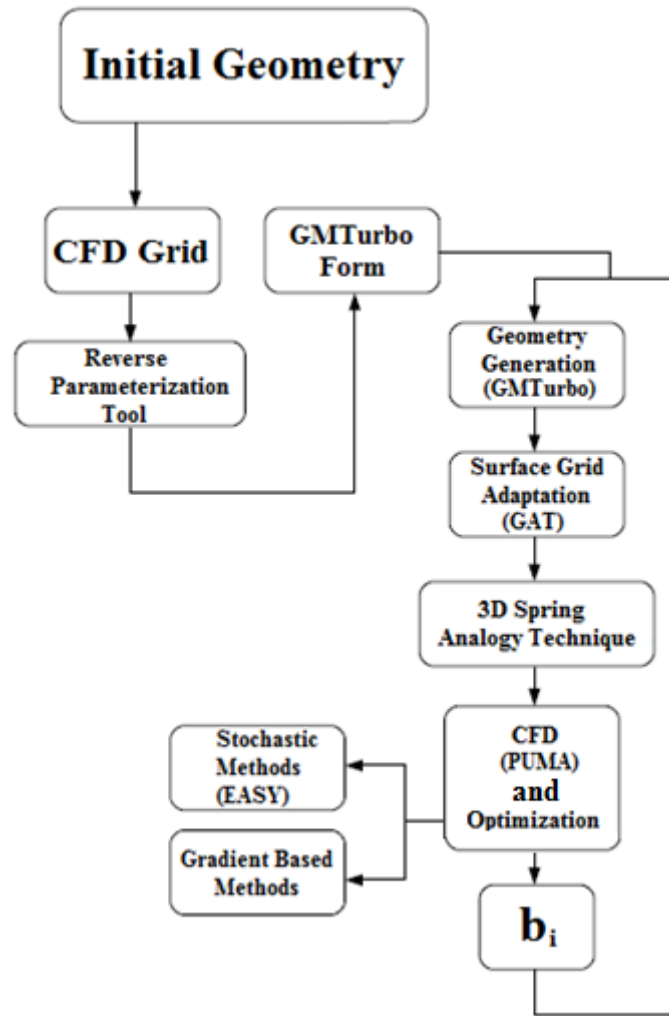 Initial Geometry
CFD Grid
Reverse
Parameterization
Tool
GMTurbo
Form
Geometry
Generation
(GMTurbo)
Surface Grid
Adaptation
(GAT)
3D Spring
Analogy Technique
CFD
(PUMA)
and
Optimization
Stochastic
Methods
(EASY)
Gradient Based
Methods
bᵢ